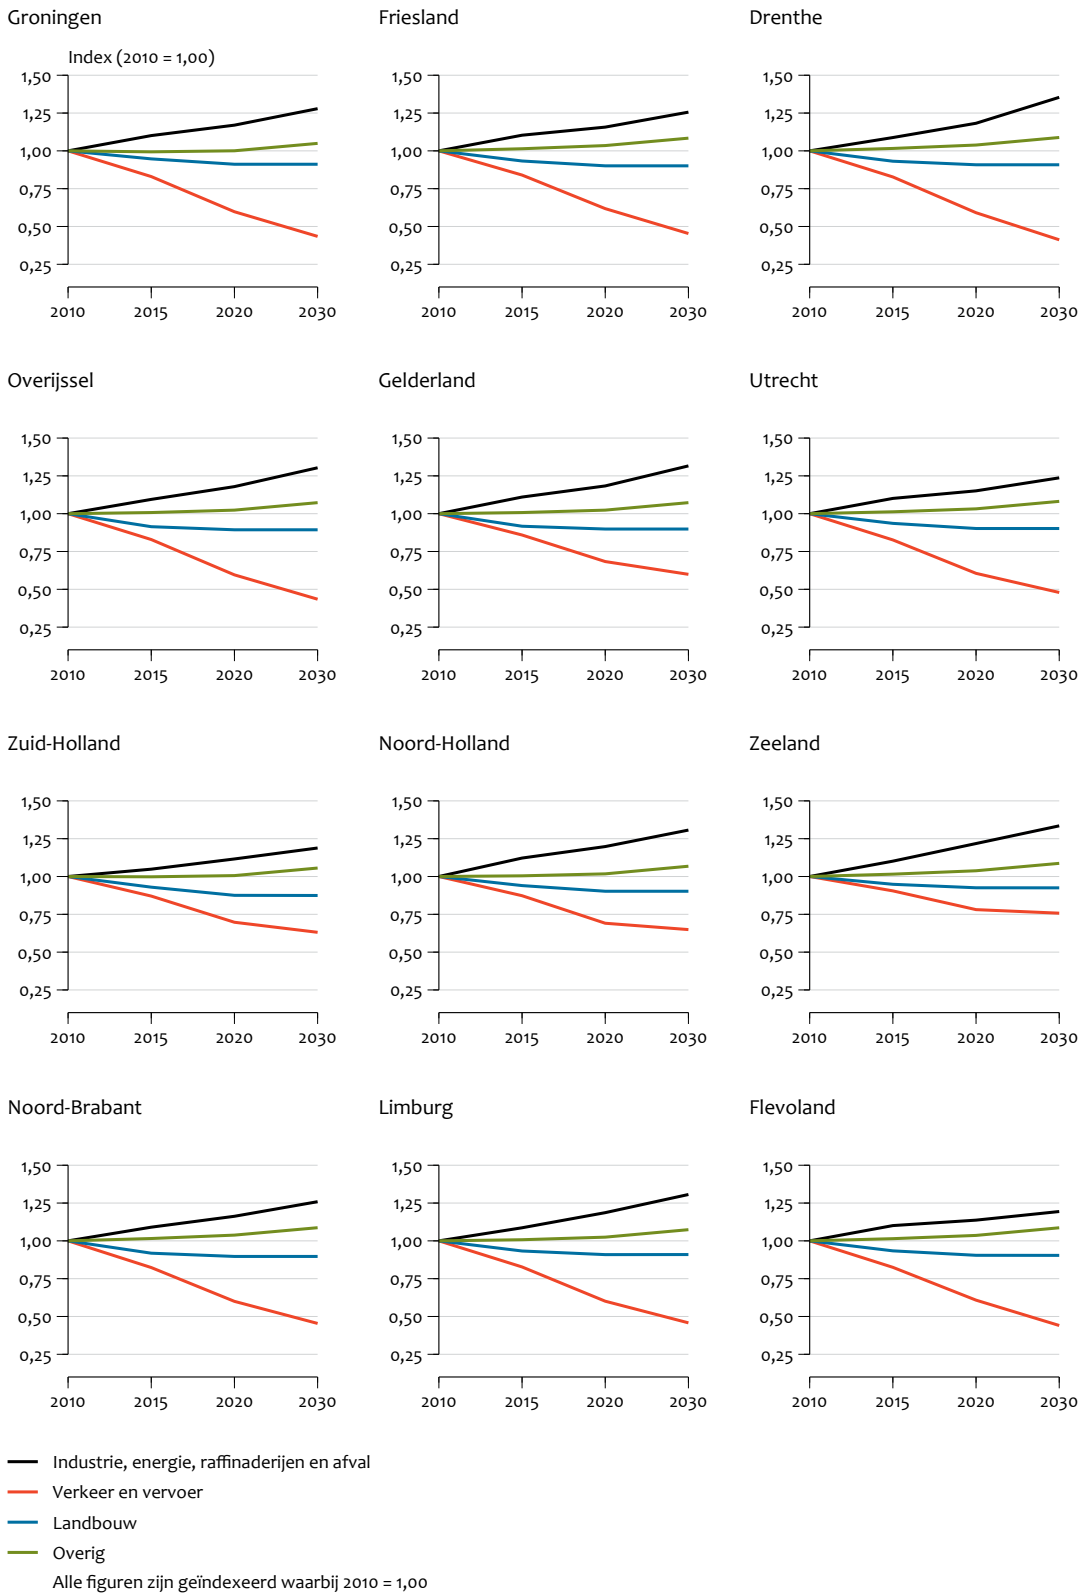 Groningen
Friesland
Drenthe
Index (2010 = 1,00)
1,50
1,25
1,00
0,75
0,50
0,25
2010 2015 2020 2030
1,50
1,25
1,00
0,75
0,50
0,25
2010 2015 2020 2030
1,50
1,25
1,00
0,75
0,50
0,25
2010 2015 2020 2030
Overijssel
Gelderland
Utrecht
1,50
1,25
1,00
0,75
0,50
0,25
2010 2015 2020 2030
1,50
1,25
1,00
0,75
0,50
0,25
2010 2015 2020 2030
1,50
1,25
1,00
0,75
0,50
0,25
2010 2015 2020 2030
Zuid-Holland
Noord-Holland
Zeeland
1,50
1,25
1,00
0,75
0,50
0,25
2010 2015 2020 2030
1,50
1,25
1,00
0,75
0,50
0,25
2010 2015 2020 2030
1,50
1,25
1,00
0,75
0,50
0,25
2010 2015 2020 2030
Noord-Brabant
Limburg
Flevoland
1,50
1,25
1,00
0,75
0,50
0,25
2010 2015 2020 2030
1,50
1,25
1,00
0,75
0,50
0,25
2010 2015 2020 2030
1,50
1,25
1,00
0,75
0,50
0,25
2010 2015 2020 2030
Industrie, energie, raffinaderijen en afval
Verkeer en vervoer
Landbouw
Overig
Alle figuren zijn geïndexeerd waarbij 2010 = 1,00